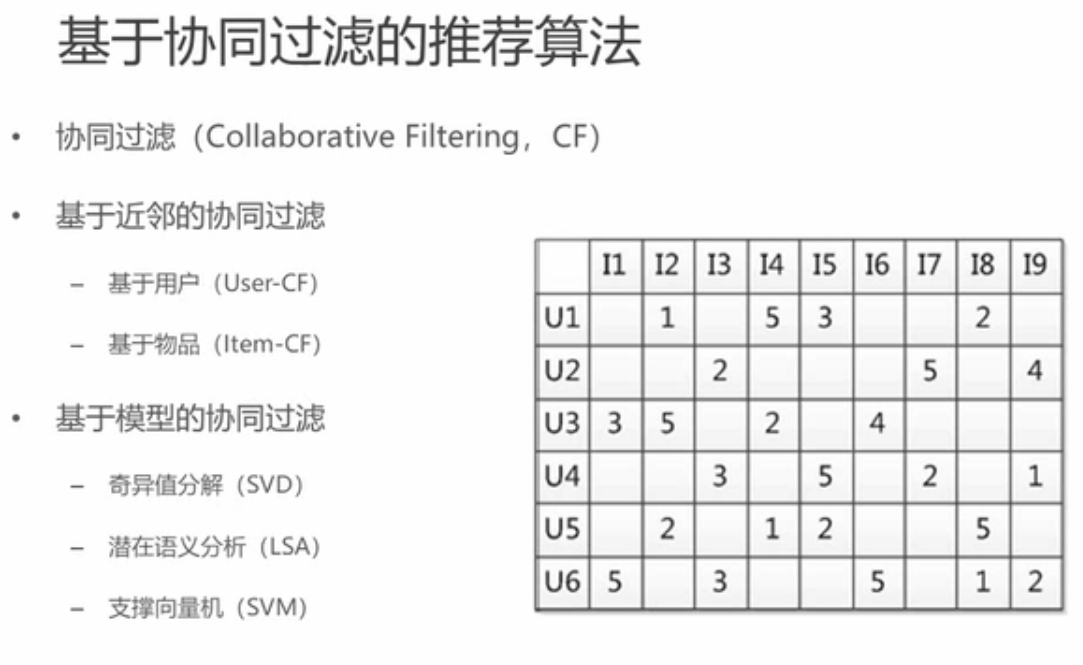 基于协同过滤的推荐算法
• 协同过滤（Collaborative Filtering，CF）
• 基于近邻的协同过滤
– 基于用户（User-CF）
– 基于物品（Item-CF）
• 基于模型的协同过滤
– 奇异值分解（SVD）
– 潜在语义分析（LSA）
– 支撑向量机（SVM）
I1 I2 I3 I4 I5 I6 I7 I8 I9
U1 1 5 3 2
U2 2 5 4
U3 3 5 2 4
U4 3 5 2 1
U5 2 1 2 5
U6 5 3 5 1 2